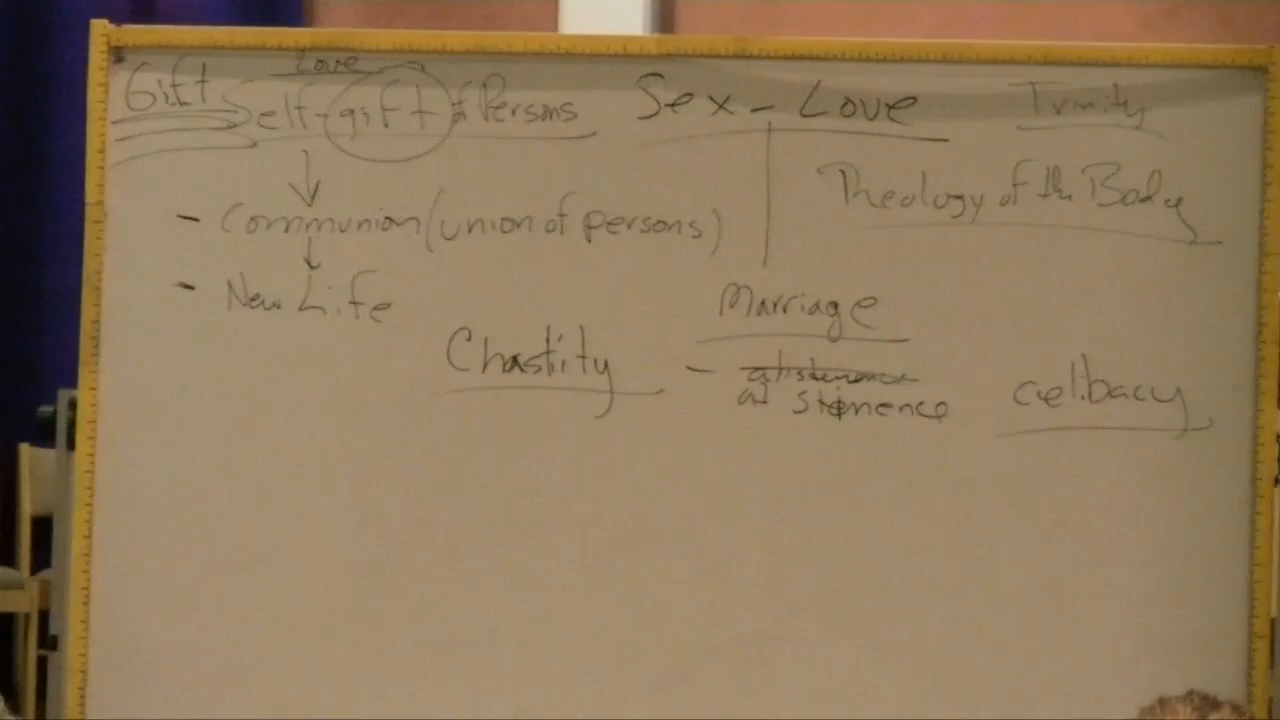 Love
Gift Self-gift of Persons Sex - Love Trinity
Theology of the Body
- Communion (union of persons)
- New Life
Marriage
Chastity -
celibacy